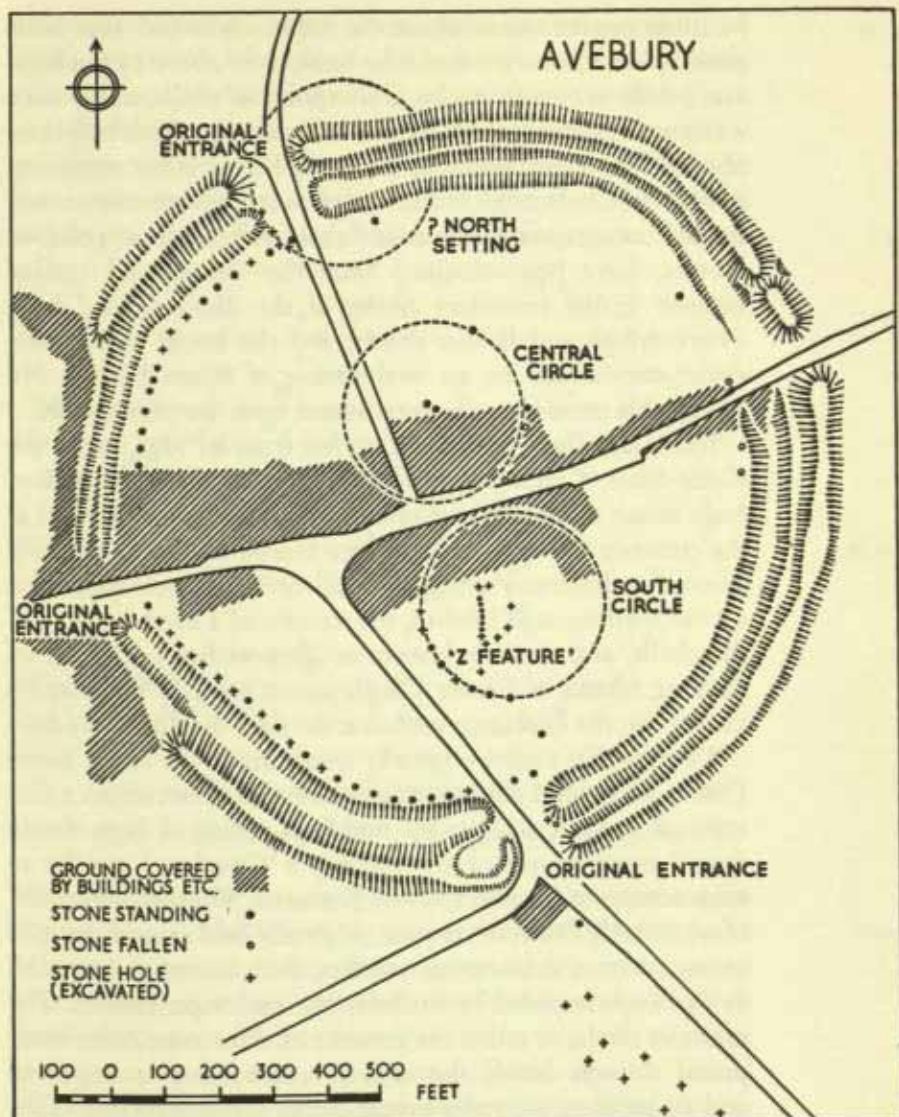 AVEBURY
ORIGINAL
ENTRANCE
? NORTH
SETTING
CENTRAL
CIRCLE
ORIGINAL
ENTRANCE
SOUTH
CIRCLE
"Z FEATURE"
ORIGINAL ENTRANCE
GROUND COVERED
BY BUILDINGS ETC.
STONE STANDING
STONE FALLEN
STONE HOLE
(EXCAVATED)
100 0 100 200 300 400 500
FEET